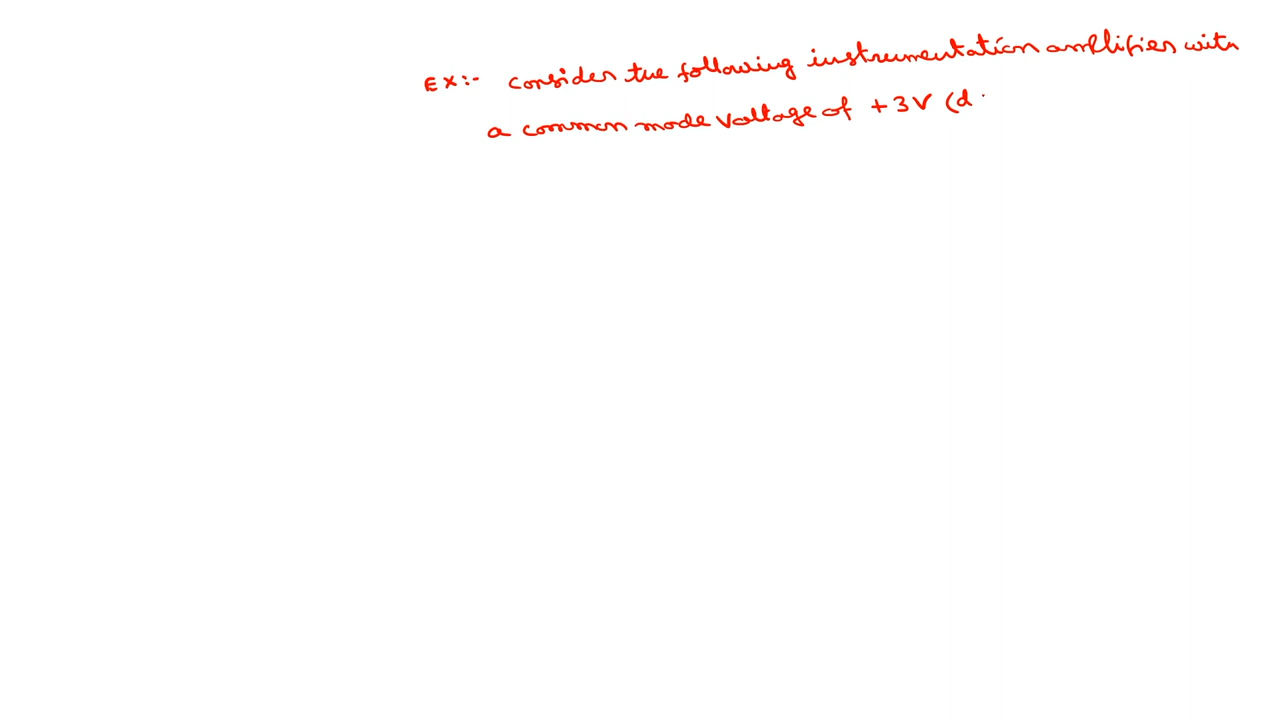 Ex:- consider the following instrumentation amplifier with
a common mode voltage of +3V (d.